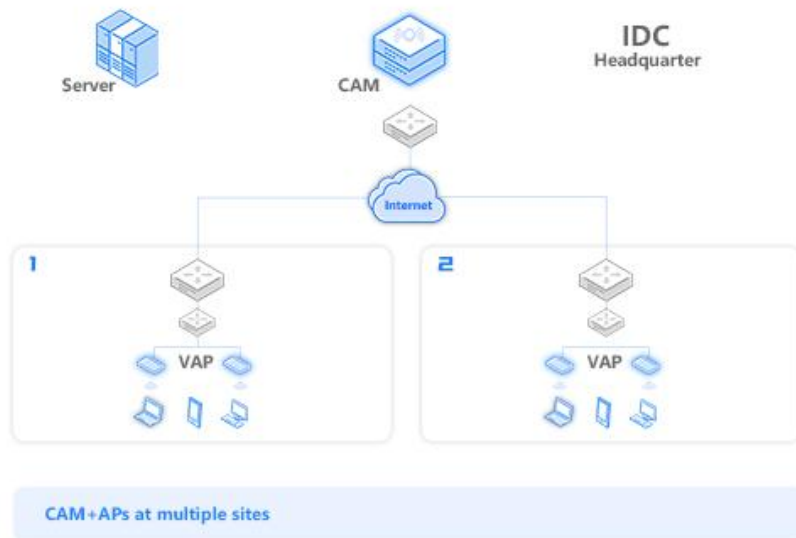 IDC
Headquarter
Server
CAM
Internet
1
2
VAP
VAP
CAM+APs at multiple sites